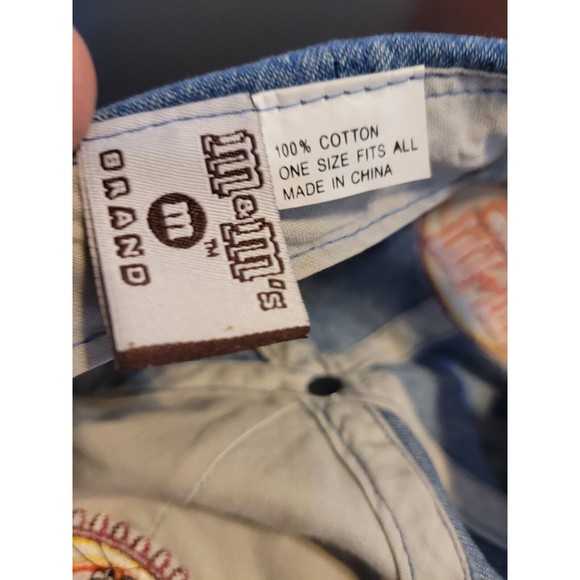 m&m's
™
m
BRAND
100% COTTON
ONE SIZE FITS ALL
MADE IN CHINA